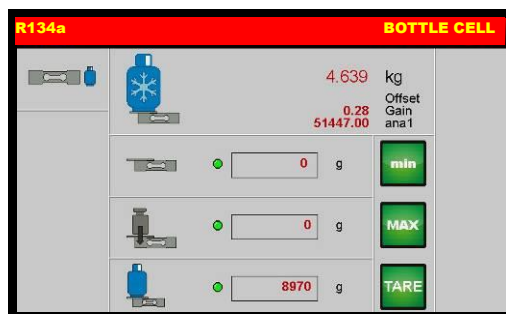 R134a BOTTLE CELL
4.639 kg
Offset
0.28 Gain
51447.00 ana1
0 g min
0 g MAX
8970 g TARE